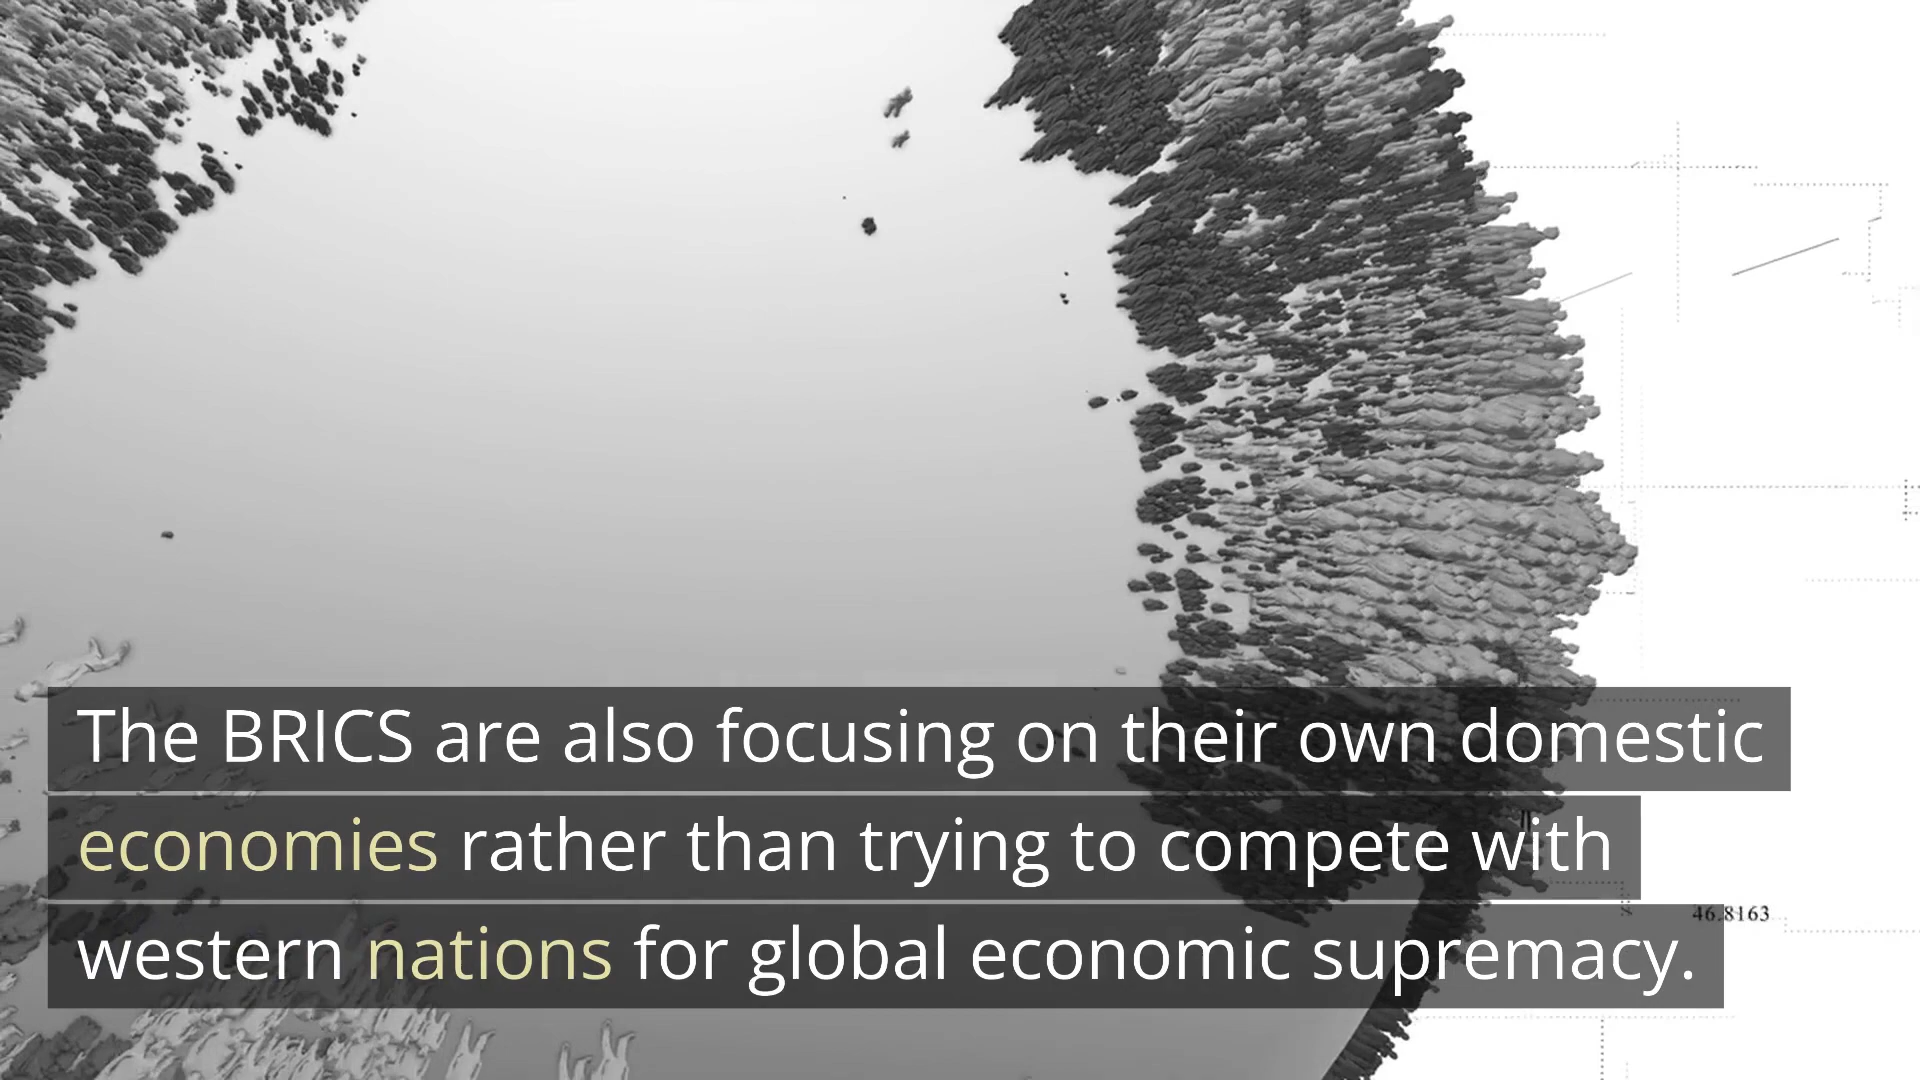 The BRICS are also focusing on their own domestic
economies rather than trying to compete with
western nations for global economic supremacy.
46.8163